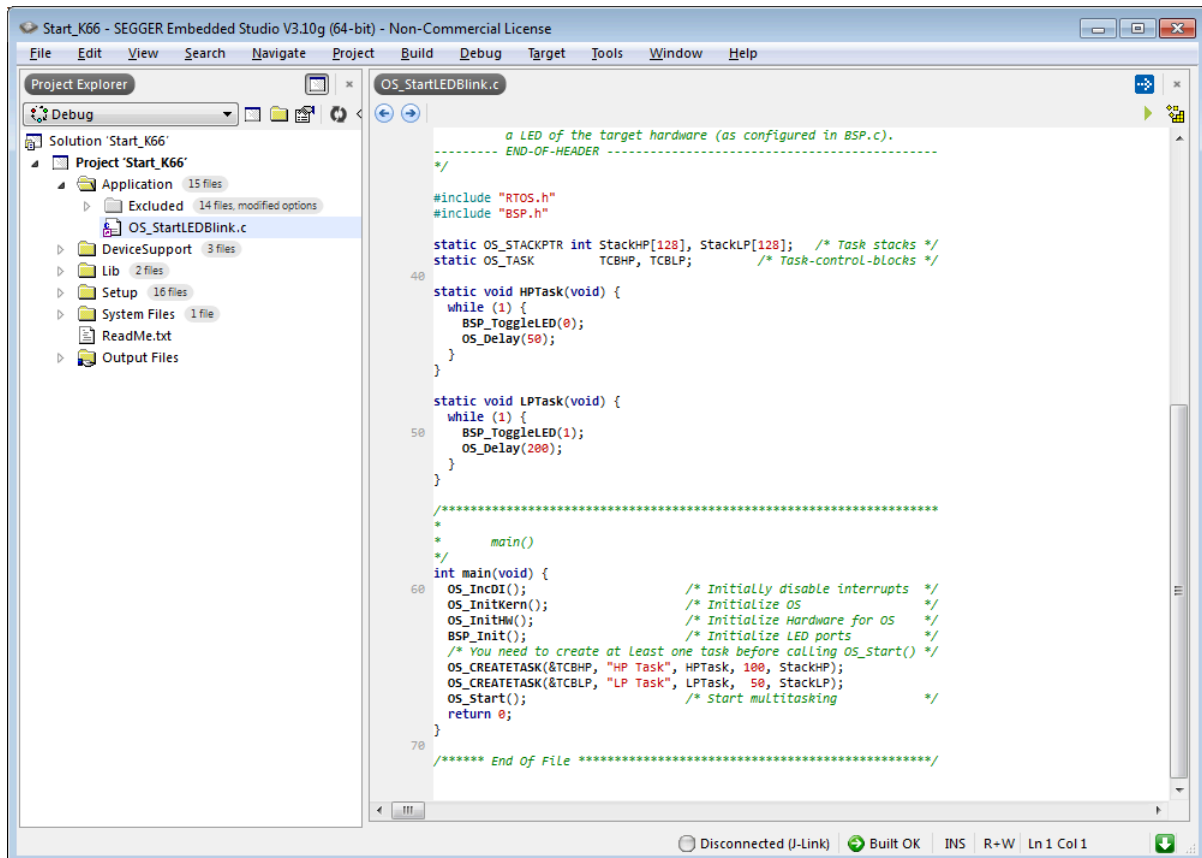 Start_K66 - SEGGER Embedded Studio V3.10g (64-bit) - Non-Commercial License
File Edit View Search Navigate Project Build Debug Target Tools Window Help
Project Explorer
Debug
Solution 'Start_K66'
Project 'Start_K66'
Application 15 files
Excluded 14 files, modified options
OS_StartLEDBlink.c
DeviceSupport 3 files
Lib 2 files
Setup 16 files
System Files 1 file
ReadMe.txt
Output Files
OS_StartLEDBlink.c
a LED of the target hardware (as configured in BSP.c).
--------- END-OF-HEADER ---------------------------------------------
*/
#include "RTOS.h"
#include "BSP.h"
static OS_STACKPTR int StackHP[128], StackLP[128];   /* Task stacks */
static OS_TASK         TCBHP, TCBLP;         /* Task-control-blocks */
40
static void HPTask(void) {
  while (1) {
    BSP_ToggleLED(0);
    OS_Delay(50);
  }
}
static void LPTask(void) {
  while (1) {
50     BSP_ToggleLED(1);
    OS_Delay(200);
  }
}
/*********************************************************************
*
*       main()
*/
int main(void) {
60   OS_IncDI();                      /* Initially disable interrupts  */
  OS_InitKern();                   /* Initialize OS                 */
  OS_InitHW();                     /* Initialize Hardware for OS    */
  BSP_Init();                      /* Initialize LED ports          */
  /* You need to create at least one task before calling OS_Start() */
  OS_CREATETASK(&TCBHP, "HP Task", HPTask, 100, StackHP);
  OS_CREATETASK(&TCBLP, "LP Task", LPTask,  50, StackLP);
  OS_Start();                      /* Start multitasking            */
  return 0;
}
70
/****** End Of File *************************************************/
Disconnected (J-Link) Built OK INS R+W Ln 1 Col 1